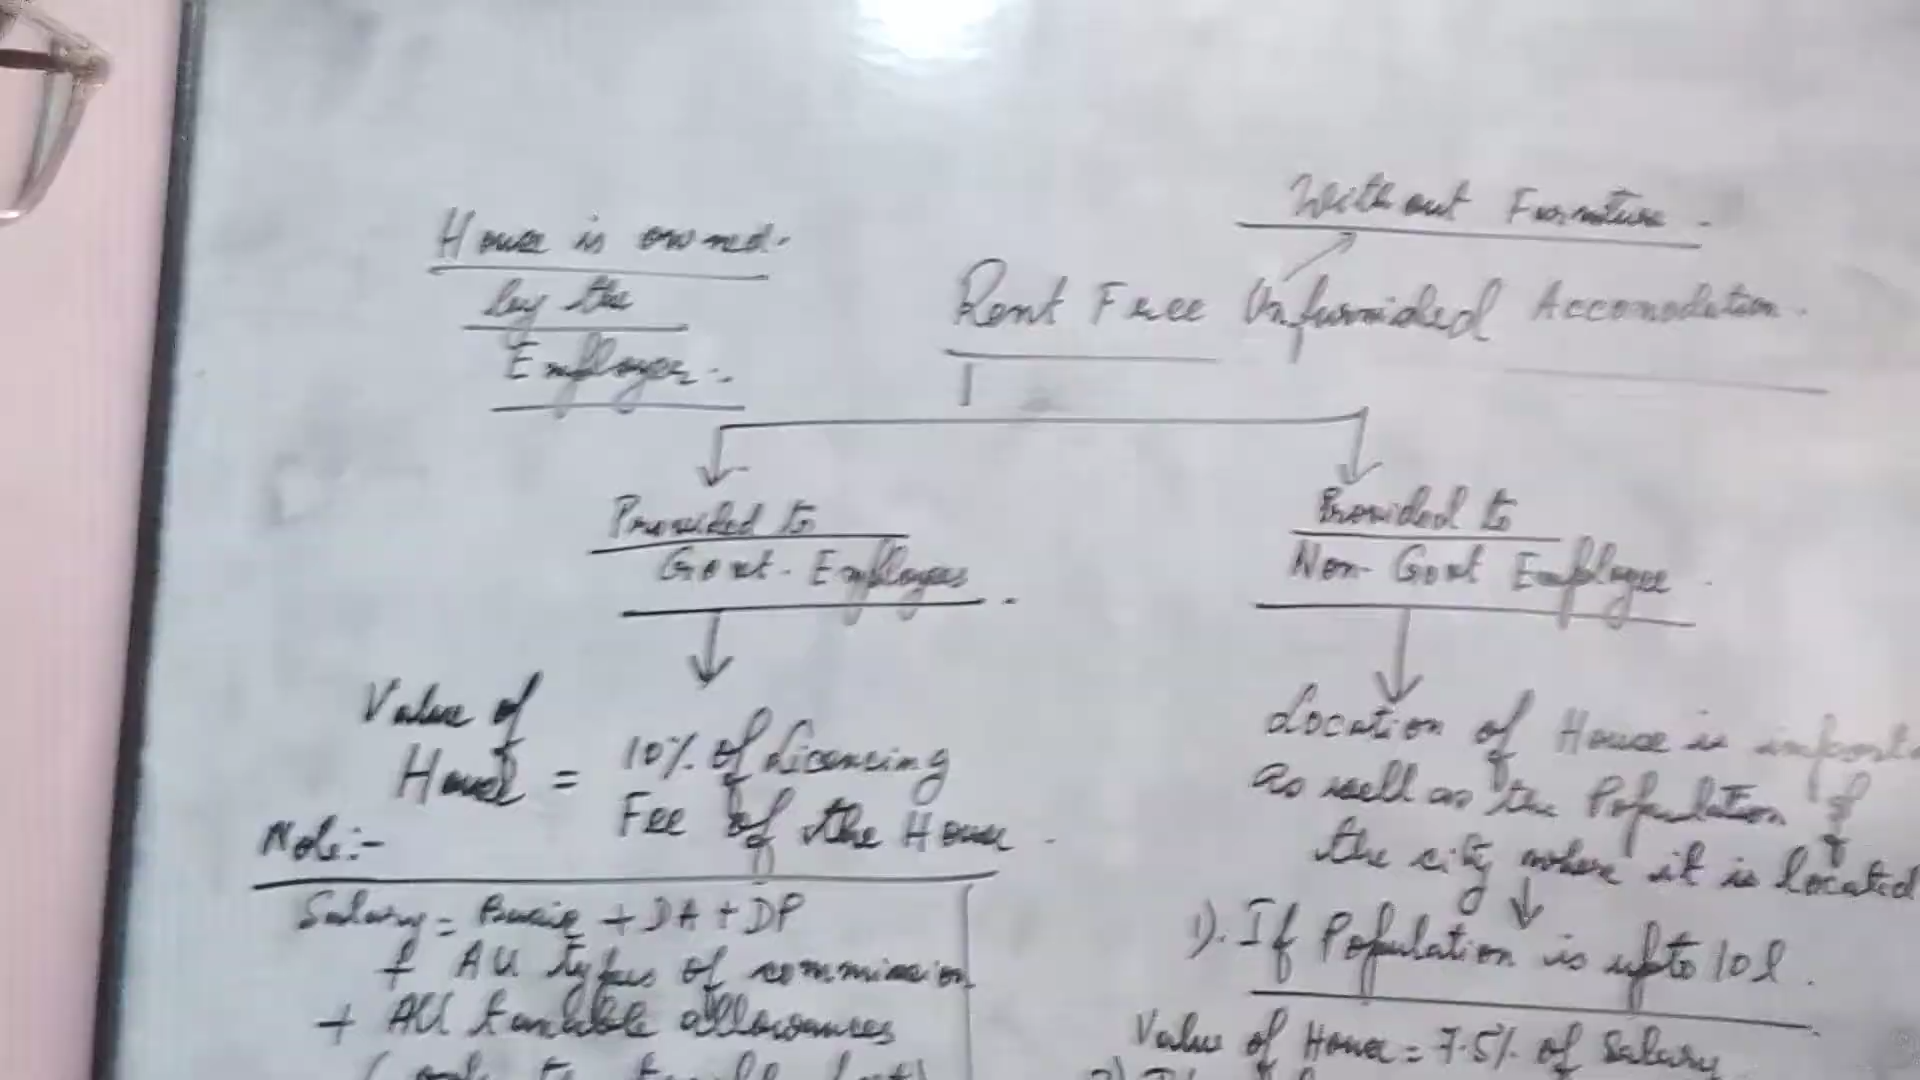 Without Furniture.
House is owned.
by the
Employer.
Rent Free Unfurnished Accomodation.
Provided to
Govt. Employees.
Provided to
Non-Govt Employee.
Value of
House = 10% of Licencing
Fee of the House.
Location of House is
as well as the Population of
the city where it is located
Note:-
Salary = Basic + DA + DP
+ All types of commission
+ All taxable allowances
1). If Population is upto 10l.
Value of House = 7.5% of Salary